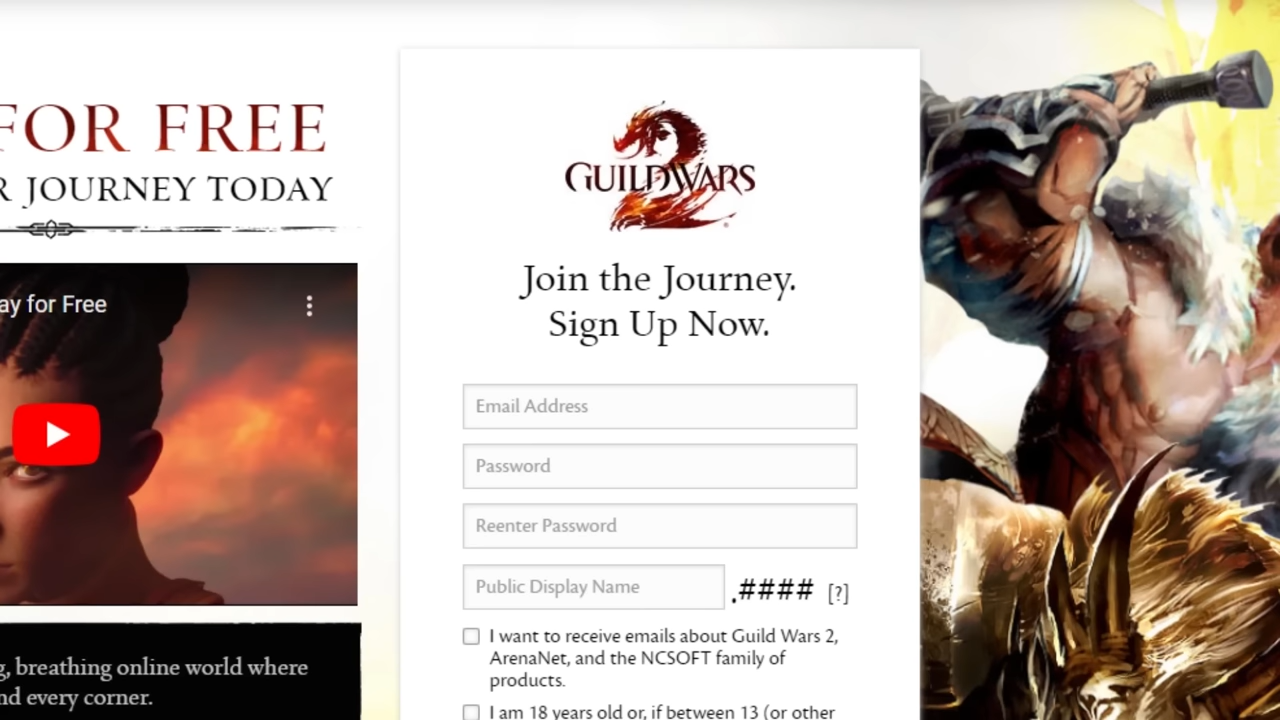 FOR FREE
R JOURNEY TODAY
ay for Free
g, breathing online world where
nd every corner.
GUILD WARS
2
Join the Journey.
Sign Up Now.
Email Address
Password
Reenter Password
Public Display Name .#### [?]
I want to receive emails about Guild Wars 2,
ArenaNet, and the NCSOFT family of
products.
I am 18 years old or, if between 13 (or other